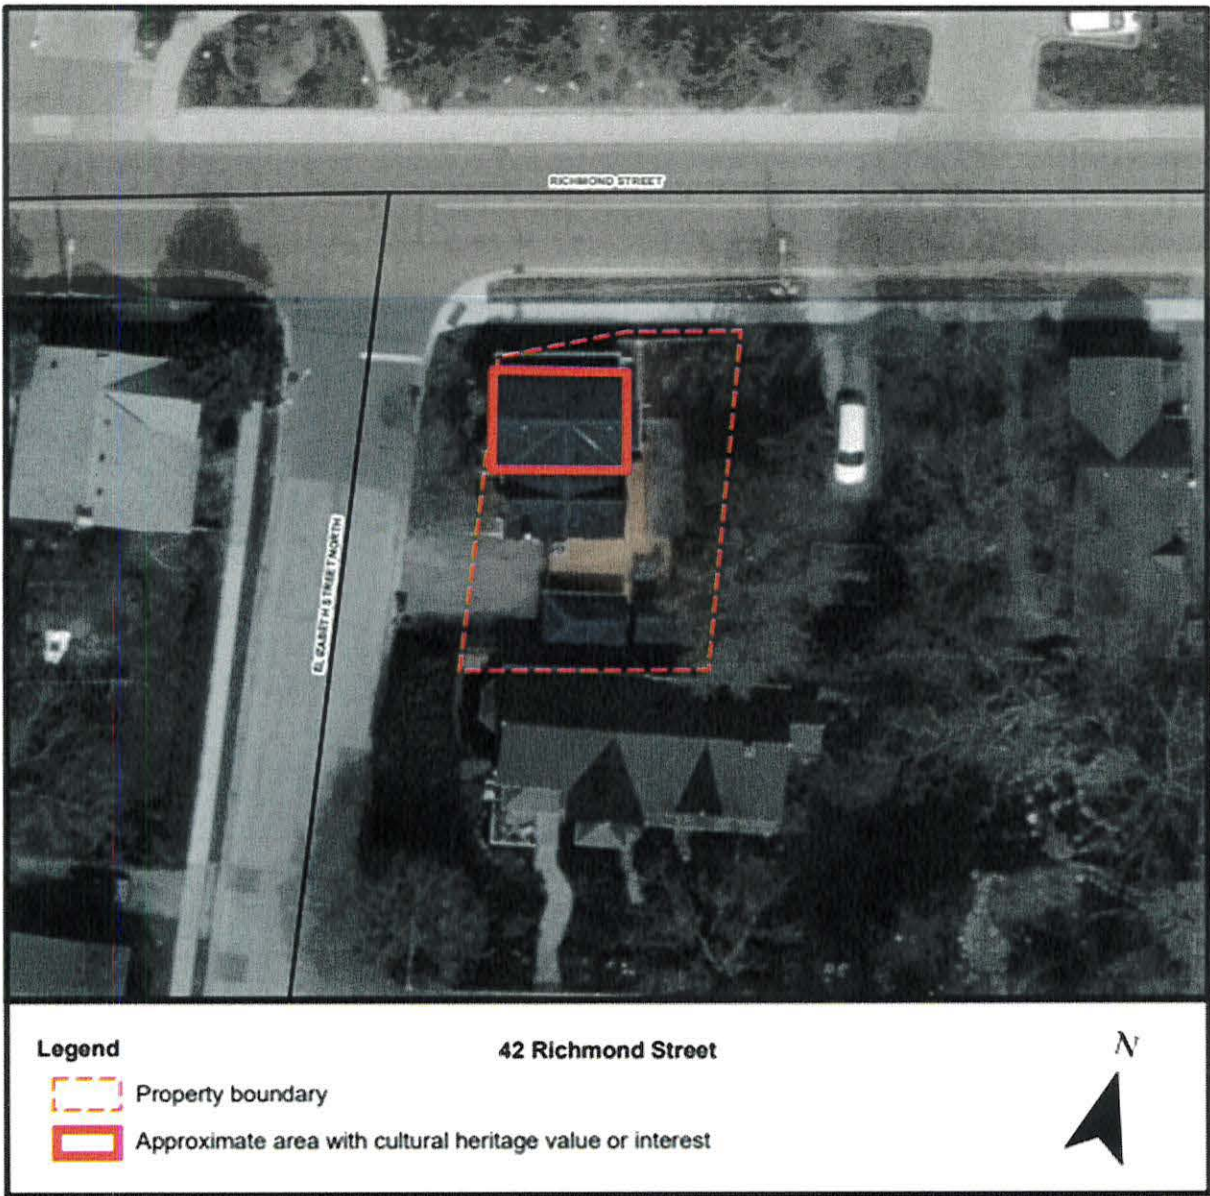 RICHMOND STREET
ELIZABETH STREET NORTH
Legend
42 Richmond Street
N
Property boundary
Approximate area with cultural heritage value or interest